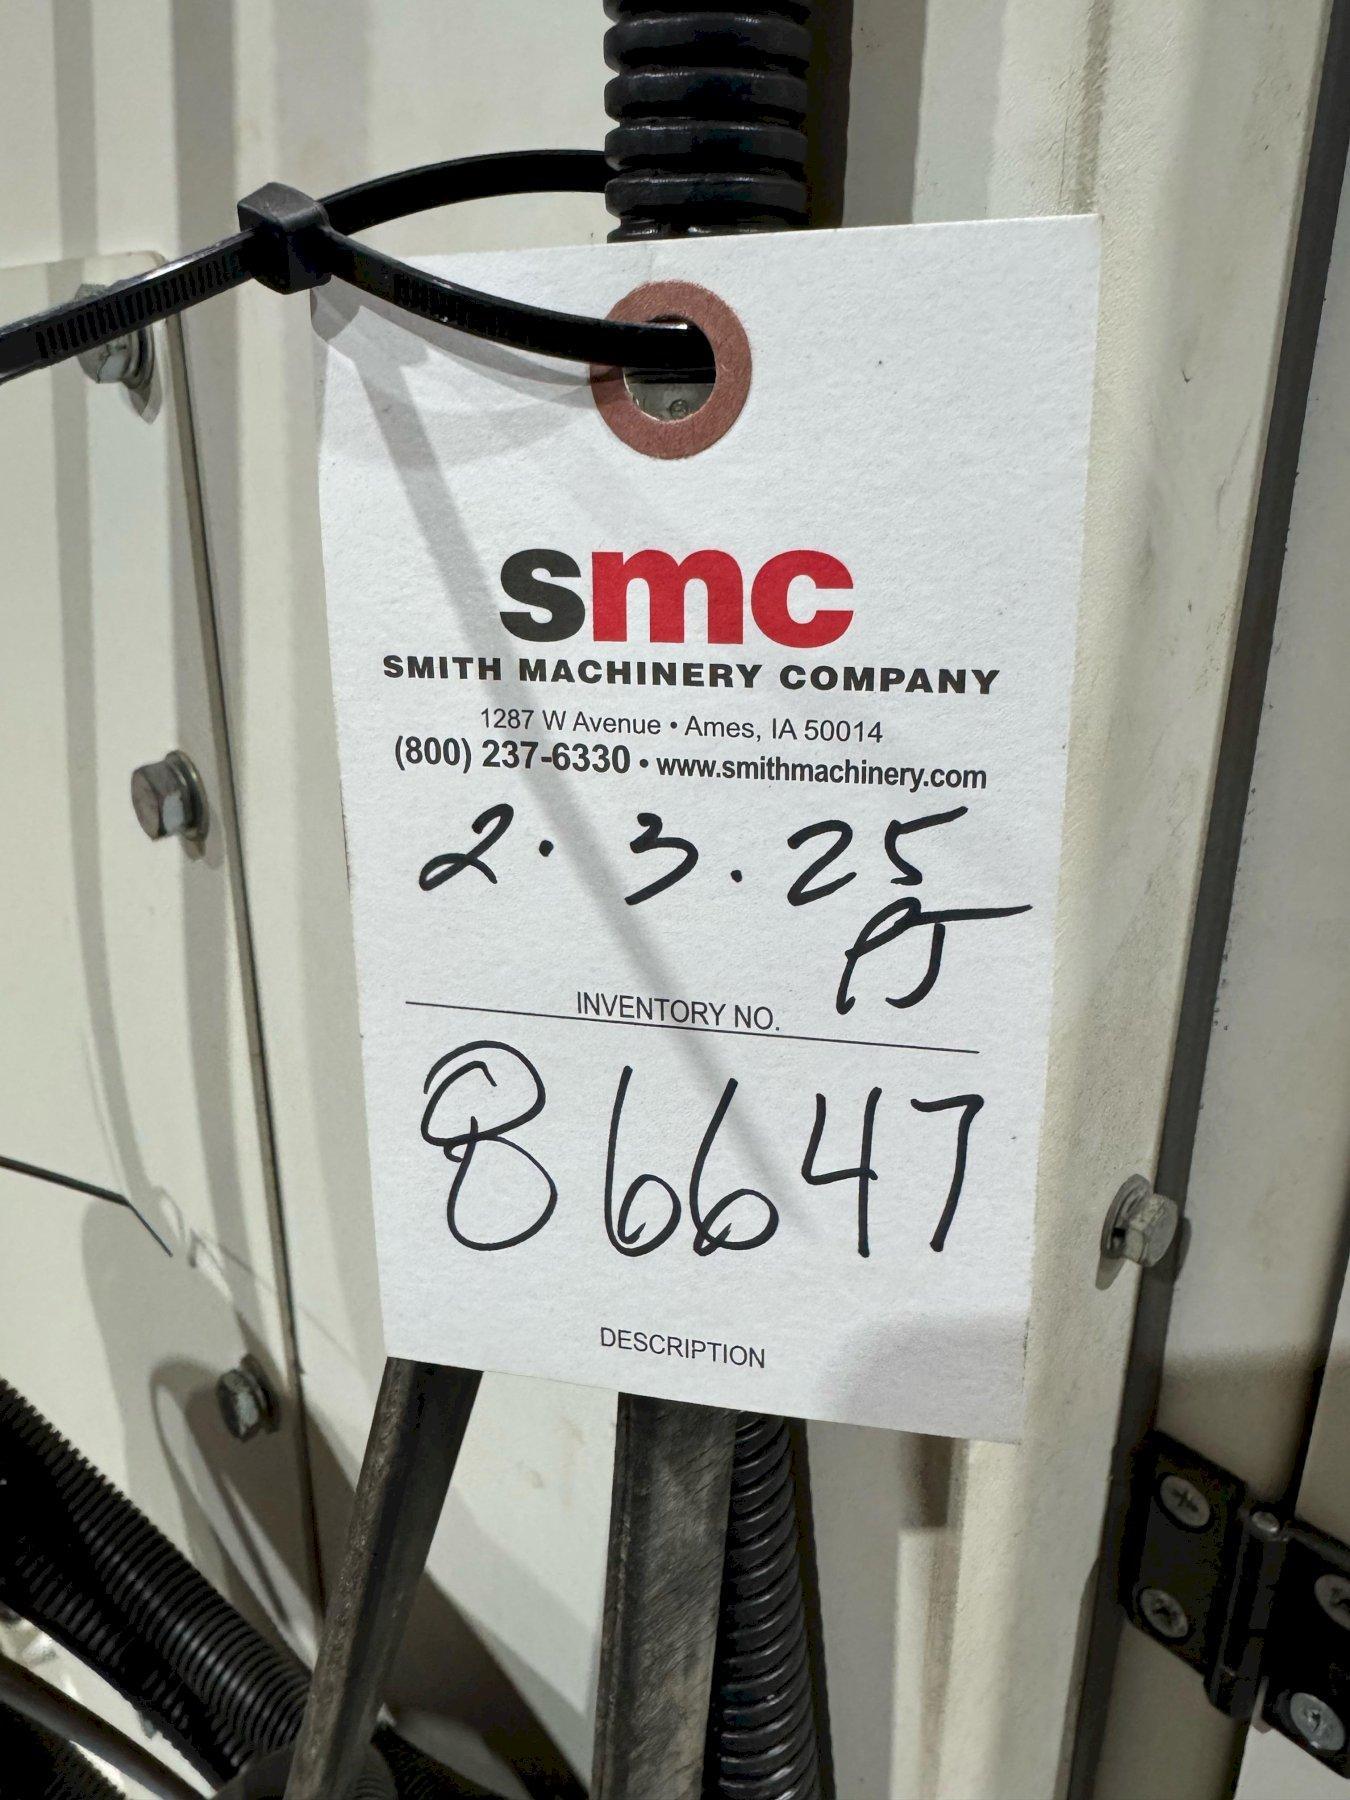 smc
SMITH MACHINERY COMPANY
1287 W Avenue • Ames, IA 50014
(800) 237-6330 • www.smithmachinery.com
2.3.25
PJ
INVENTORY NO.
86647
DESCRIPTION